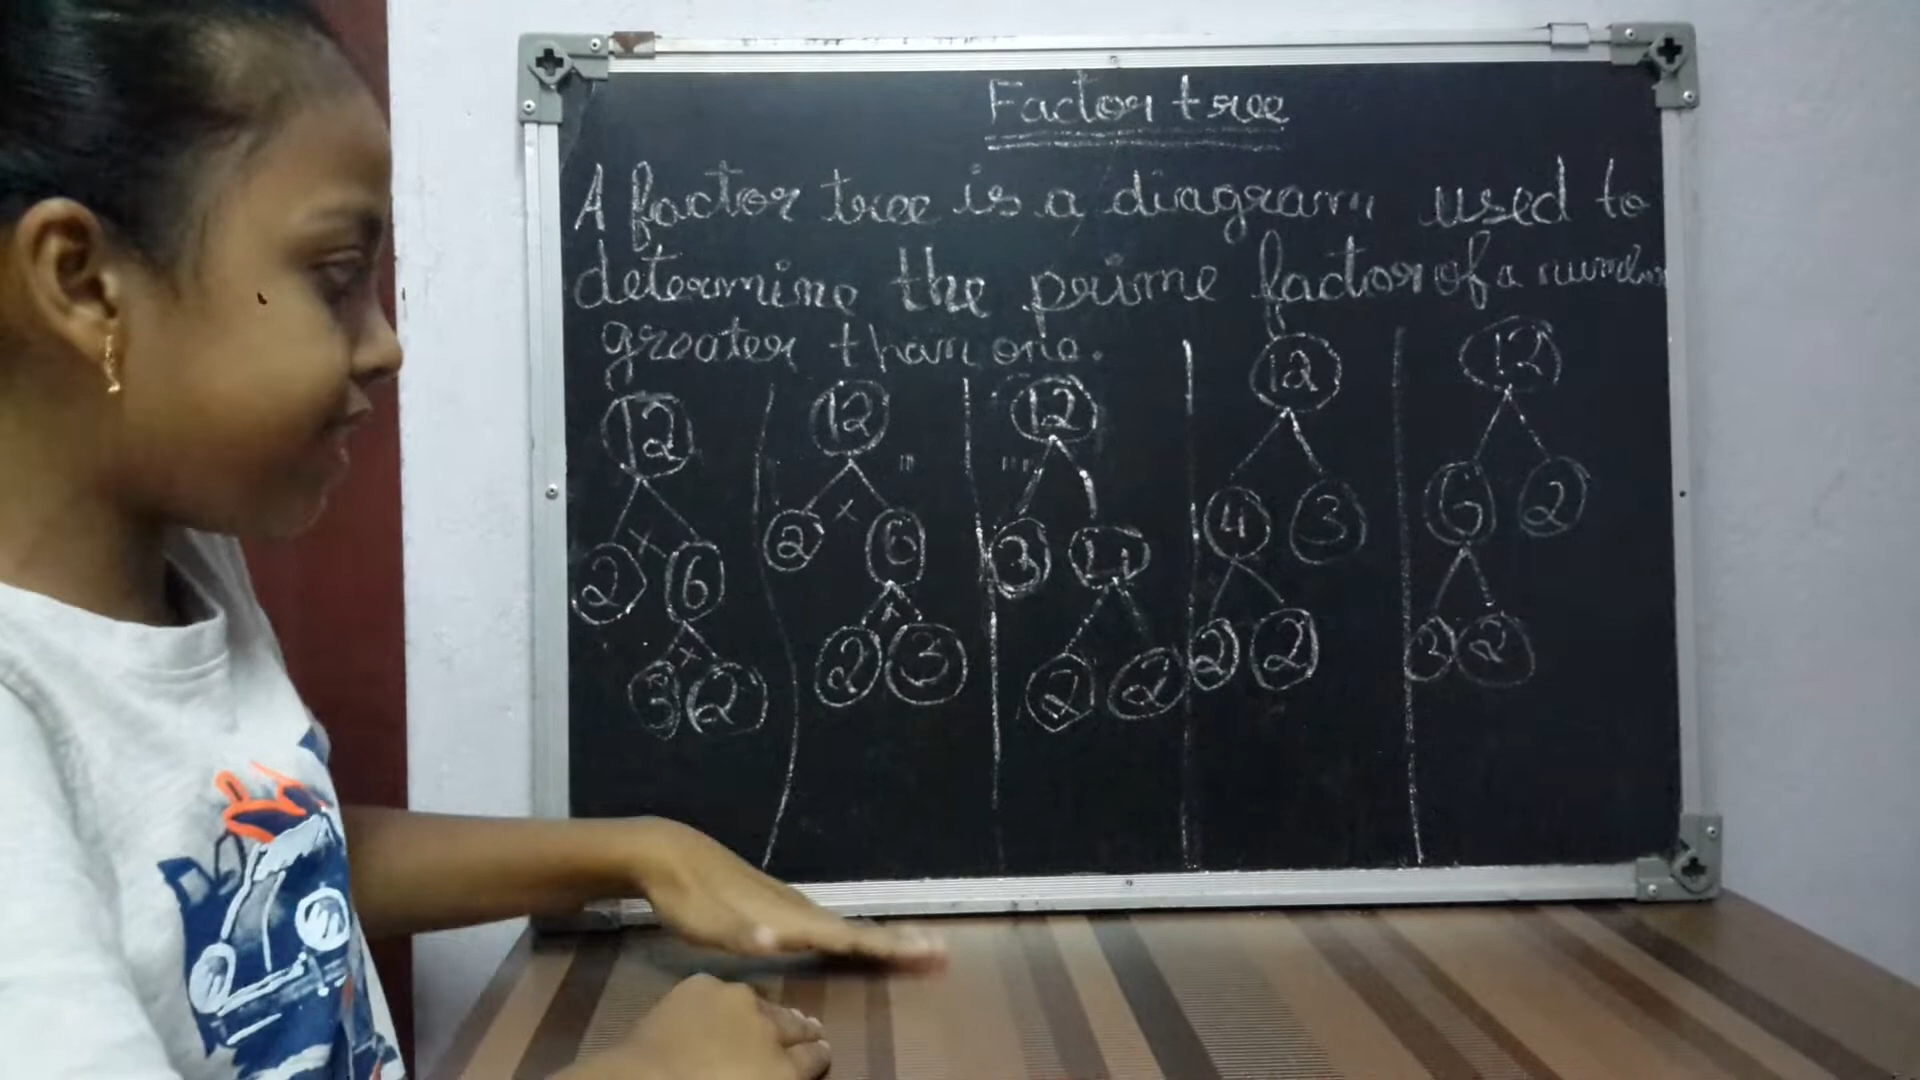 Factor tree
A factor tree is a diagram used to
determine the prime factor of a number
greater than one.
12 12 12 12 12
2 × 6 2 × 6 3 4 4 3 6 2
3 × 2 2 × 3 2 2 2 2 3 2